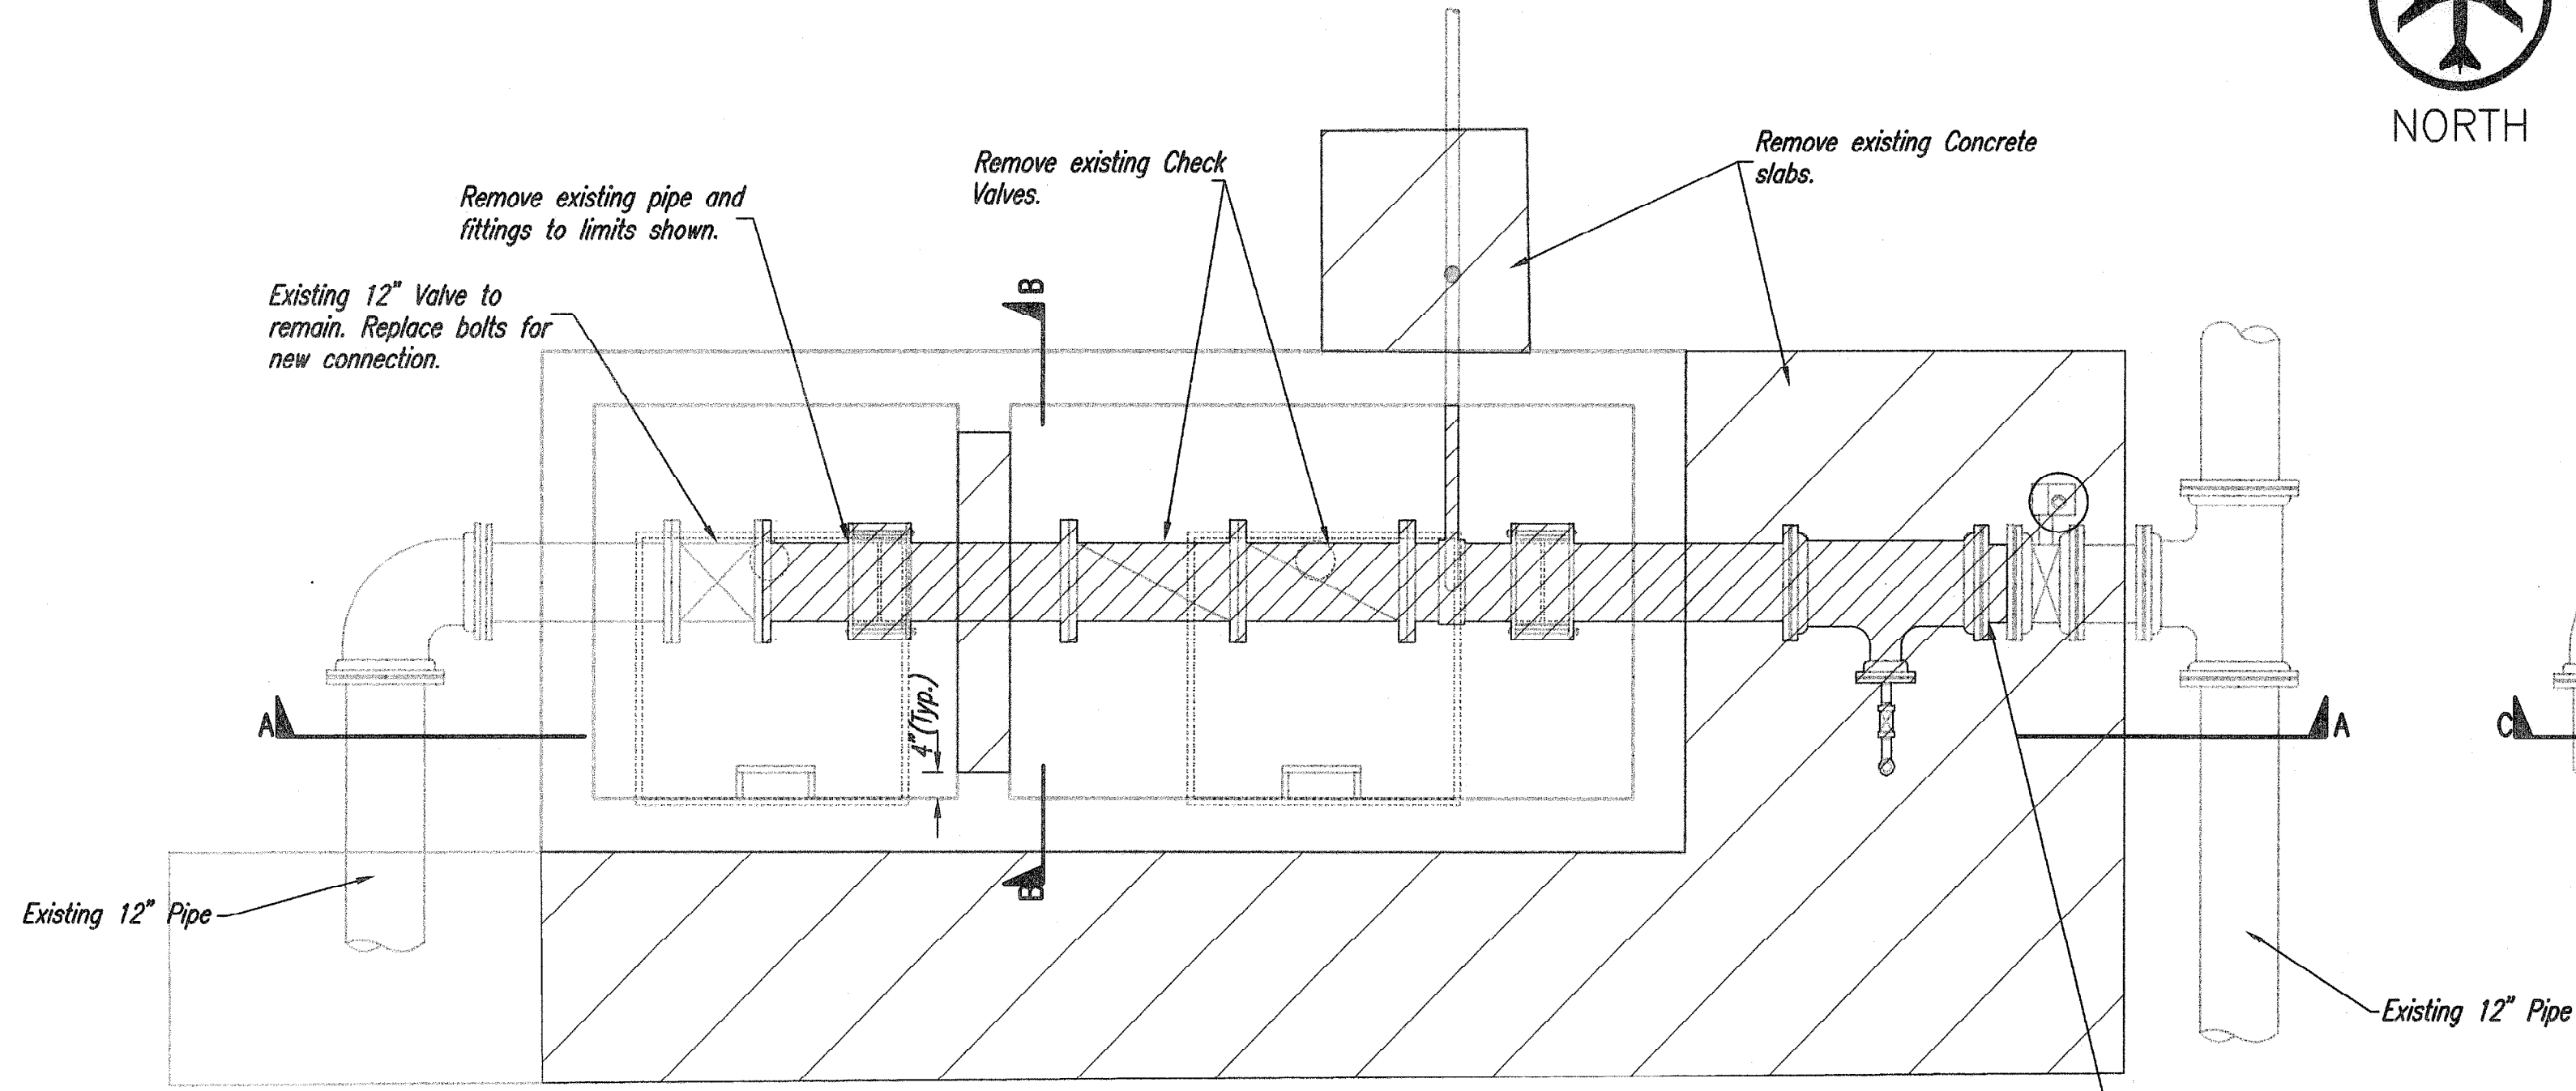 NORTH
Remove existing Concrete
slabs.
Remove existing Check
Valves.
Remove existing pipe and
fittings to limits shown.
Existing 12" Valve to
remain. Replace bolts for
new connection.
B
4"(Typ.)
A
A
C
B
Existing 12" Pipe
Existing 12" Pipe